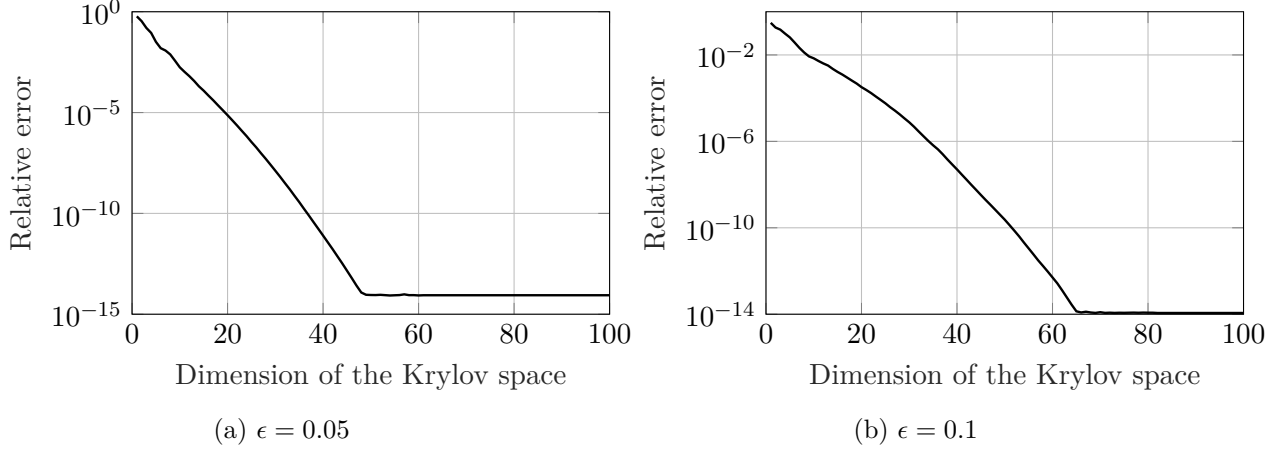 10^0
10^−5
10^−10
10^−15
Relative error
0 20 40 60 80 100
Dimension of the Krylov space
(a) ϵ = 0.05
10^−2
10^−6
10^−10
10^−14
Relative error
0 20 40 60 80 100
Dimension of the Krylov space
(b) ϵ = 0.1